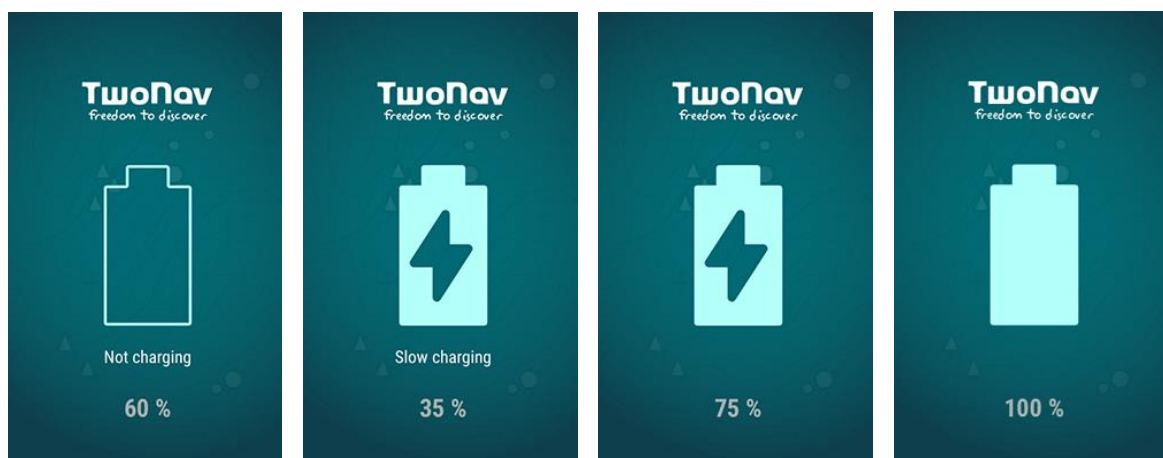 TwoNav
freedom to discover
Not charging
60 %
TwoNav
freedom to discover
Slow charging
35 %
TwoNav
freedom to discover
75 %
TwoNav
freedom to discover
100 %